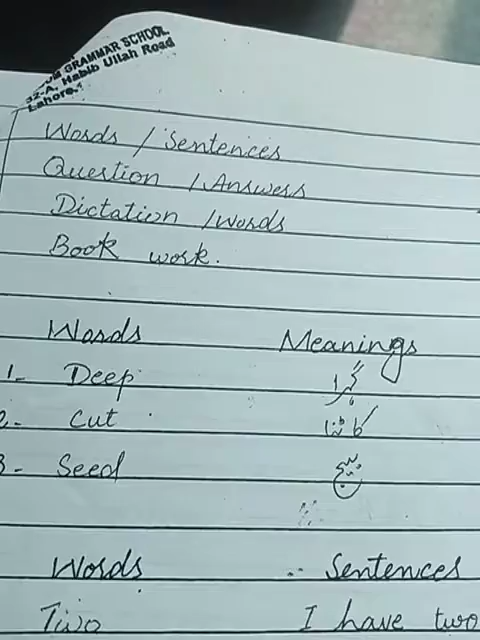 GRAMMAR SCHOOL
32-A, Habib Ullah Road
Lahore.
Words / Sentences
Question / Answers
Dictation / Words
Book work.
Words Meanings
1- Deep گہرا
2- Cut کاٹنا
3- Seed بیج
Words Sentences
Two I have two